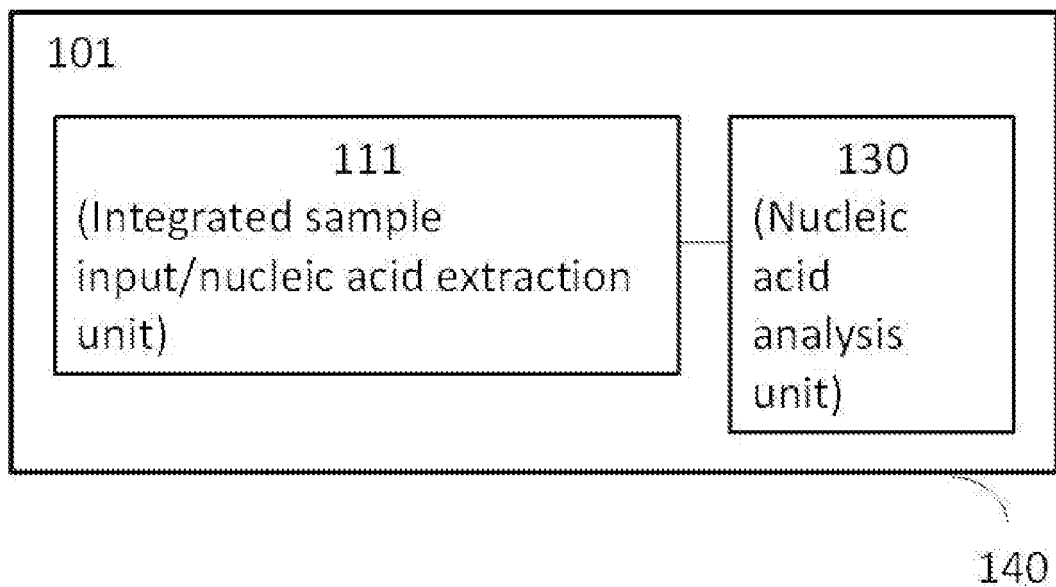 101
111
(Integrated sample
input/nucleic acid extraction
unit)
130
(Nucleic
acid
analysis
unit)
140